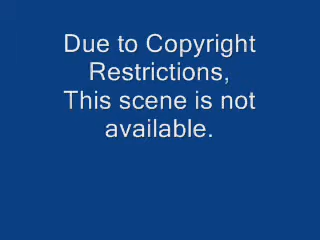 Due to Copyright
Restrictions,
This scene is not
available.